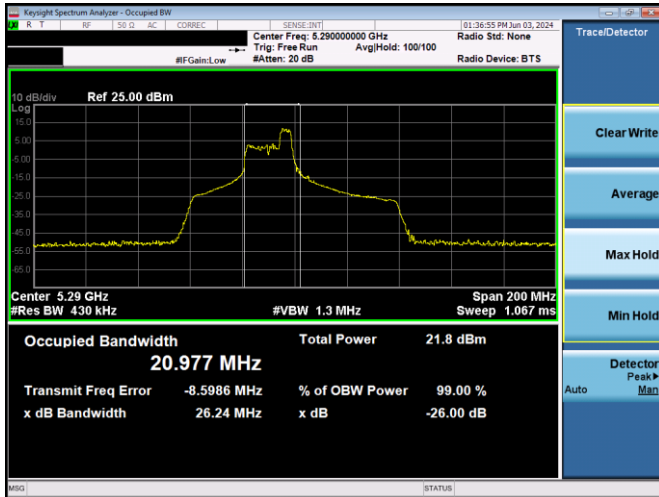 Keysight Spectrum Analyzer - Occupied BW
LXI R T RF 50 Ω AC CORREC SENSE:INT 01:36:55 PM Jun 03, 2024
Center Freq: 5.290000000 GHz Radio Std: None
Trig: Free Run Avg|Hold: 100/100
#IFGain:Low #Atten: 20 dB Radio Device: BTS
Trace/Detector
10 dB/div Ref 25.00 dBm
Log
15.0
5.00
-5.00
-15.0
-25.0
-35.0
-45.0
-55.0
-65.0
Center 5.29 GHz Span 200 MHz
#Res BW 430 kHz #VBW 1.3 MHz Sweep 1.067 ms
Occupied Bandwidth Total Power 21.8 dBm
20.977 MHz
Transmit Freq Error -8.5986 MHz % of OBW Power 99.00 %
x dB Bandwidth 26.24 MHz x dB -26.00 dB
Clear Write
Average
Max Hold
Min Hold
Detector
Peak▶
Auto Man
MSG STATUS